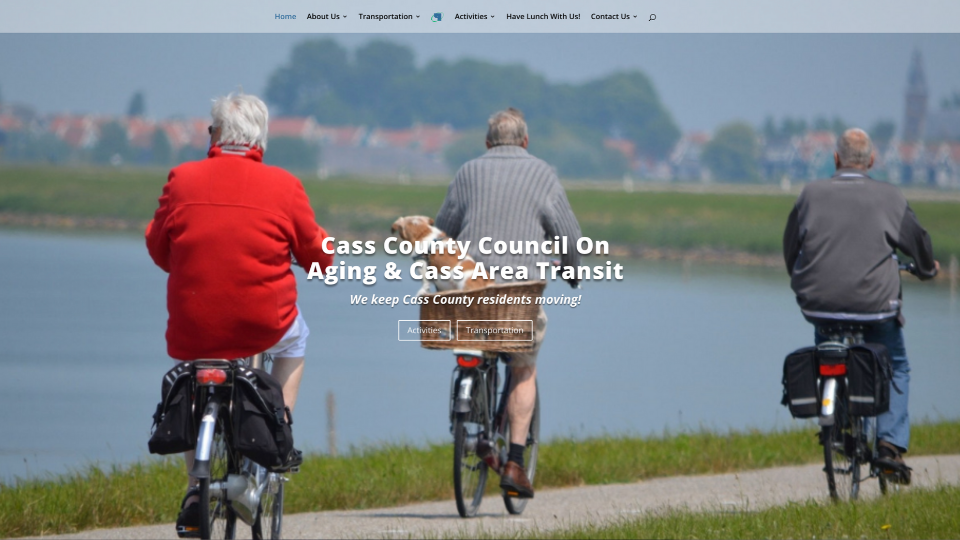 Home About Us Transportation Activities Have Lunch With Us! Contact Us
Cass County Council On
Aging & Cass Area Transit
We keep Cass County residents moving!
Activities Transportation